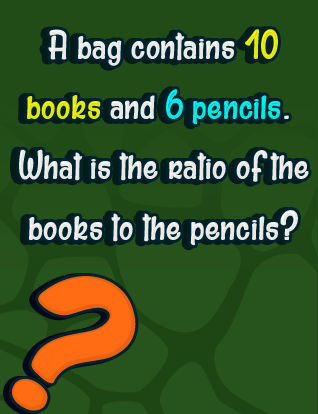 A bag contains 10
books and 6 pencils.
What is the ratio of the
books to the pencils?
?